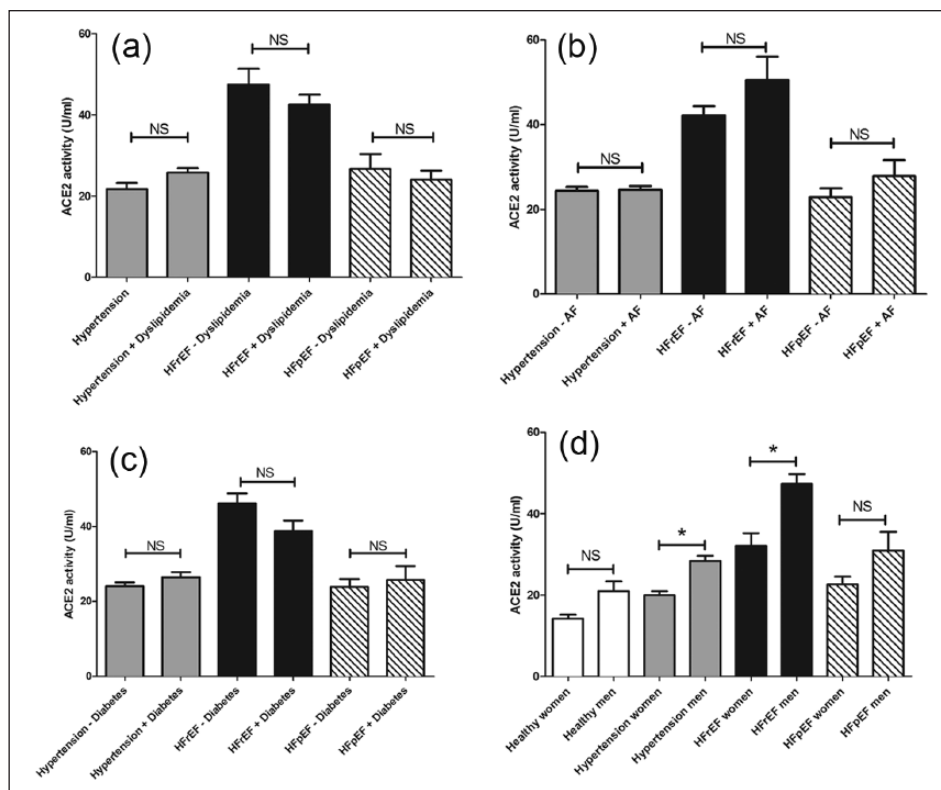 (a)
NS
NS
NS
ACE2 activity (U/ml)
60
40
20
0
Hypertension
Hypertension + Dyslipidemia
HFrEF - Dyslipidemia
HFrEF + Dyslipidemia
HFpEF - Dyslipidemia
HFpEF + Dyslipidemia
(b)
NS
NS
NS
ACE2 activity (U/ml)
60
40
20
0
Hypertension - AF
Hypertension + AF
HFrEF - AF
HFrEF + AF
HFpEF - AF
HFpEF + AF
(c)
NS
NS
NS
ACE2 activity (U/ml)
60
40
20
0
Hypertension - Diabetes
Hypertension + Diabetes
HFrEF - Diabetes
HFrEF + Diabetes
HFpEF - Diabetes
HFpEF + Diabetes
(d)
NS
*
*
NS
ACE2 activity (U/ml)
60
40
20
0
Healthy women
Healthy men
Hypertension women
Hypertension men
HFrEF women
HFrEF men
HFpEF women
HFpEF men